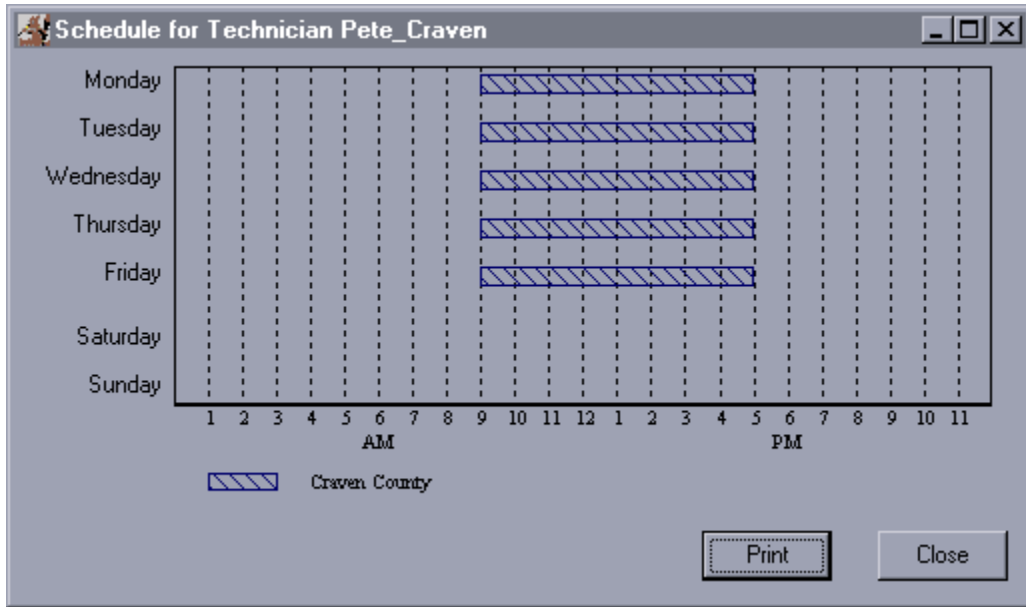 Schedule for Technician Pete_Craven
Monday
Tuesday
Wednesday
Thursday
Friday
Saturday
Sunday
1 2 3 4 5 6 7 8 9 10 11 12 1 2 3 4 5 6 7 8 9 10 11
AM PM
Craven County
Print Close